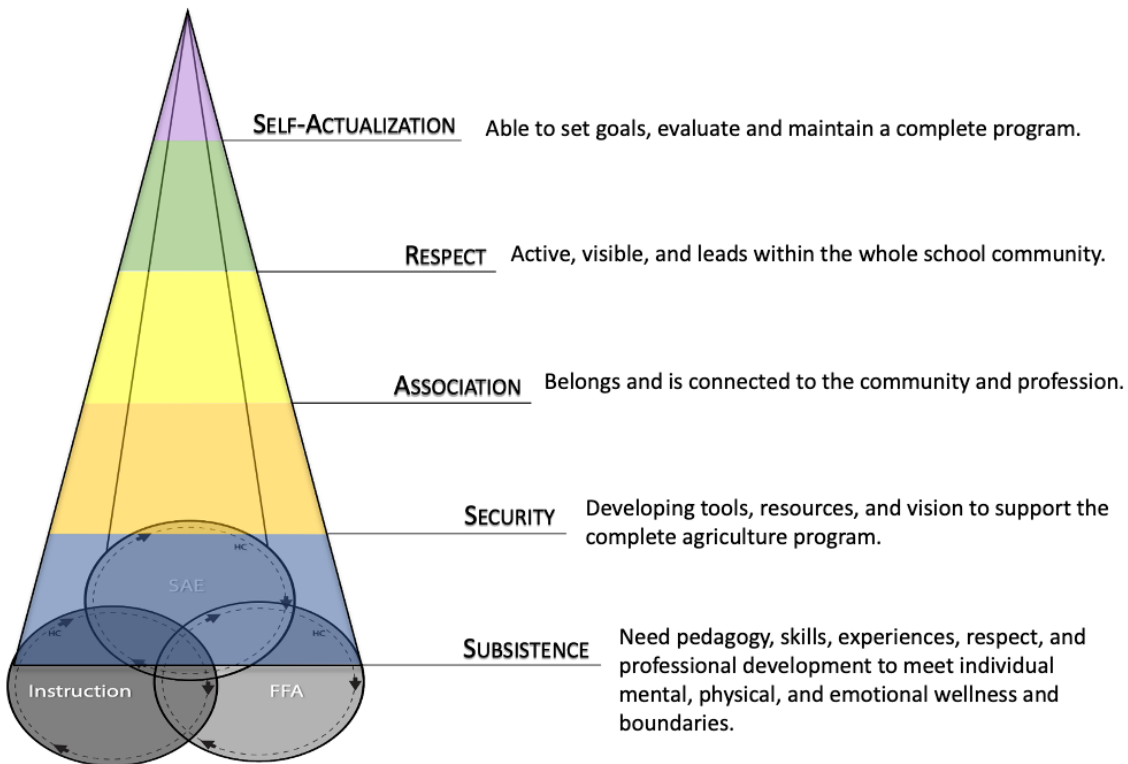 SELF-ACTUALIZATION Able to set goals, evaluate and maintain a complete program.
RESPECT Active, visible, and leads within the whole school community.
ASSOCIATION Belongs and is connected to the community and profession.
SECURITY Developing tools, resources, and vision to support the
complete agriculture program.
HC
SAE
HC
HC
SUBSISTENCE Need pedagogy, skills, experiences, respect, and
professional development to meet individual
mental, physical, and emotional wellness and
boundaries.
Instruction
FFA